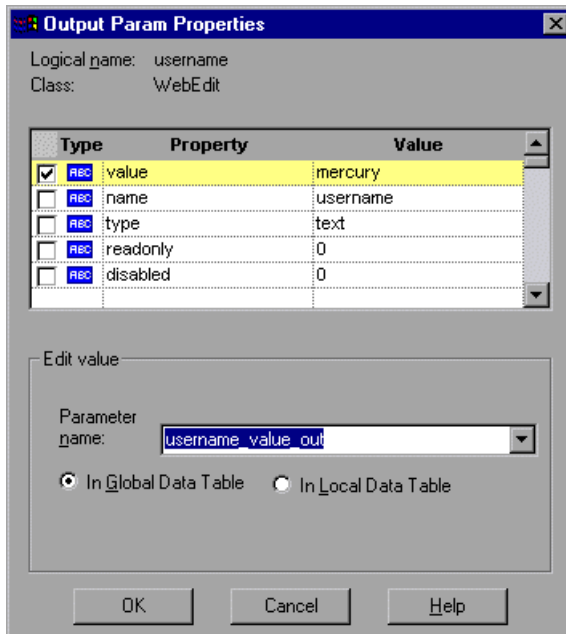 Output Param Properties
Logical name: username
Class: WebEdit
Type Property Value
ABC value mercury
ABC name username
ABC type text
ABC readonly 0
ABC disabled 0
Edit value
Parameter
name: username_value_out
In Global Data Table In Local Data Table
OK Cancel Help